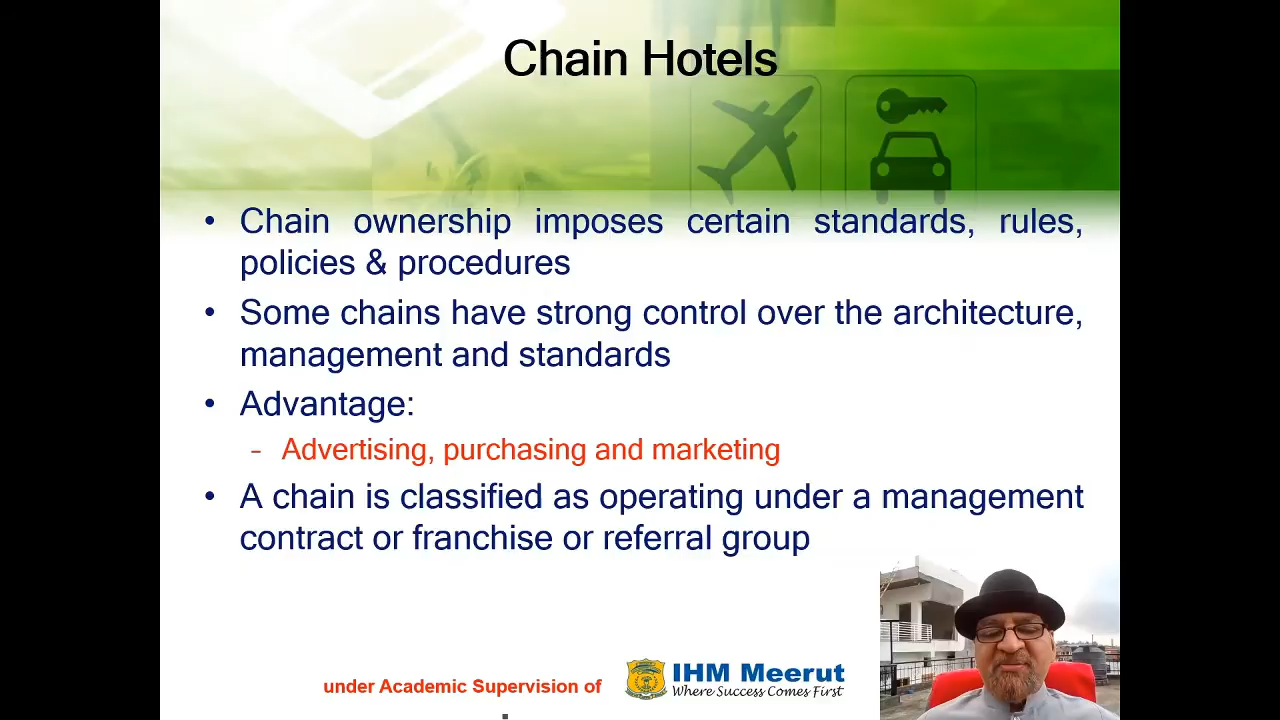 Chain Hotels
• Chain ownership imposes certain standards, rules,
policies & procedures
• Some chains have strong control over the architecture,
management and standards
• Advantage:
– Advertising, purchasing and marketing
• A chain is classified as operating under a management
contract or franchise or referral group
under Academic Supervision of
IHM Meerut
Where Success Comes First